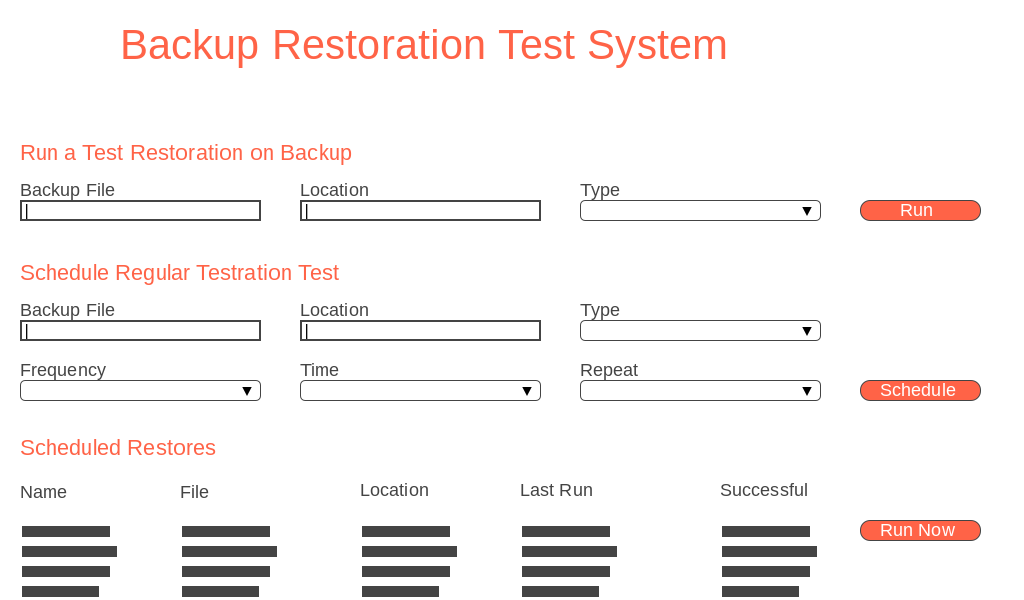 Backup Restoration Test System
Run a Test Restoration on Backup
Backup File Location Type
Run
Schedule Regular Testration Test
Backup File Location Type
Frequency Time Repeat
Schedule
Scheduled Restores
Name File Location Last Run Successful
Run Now